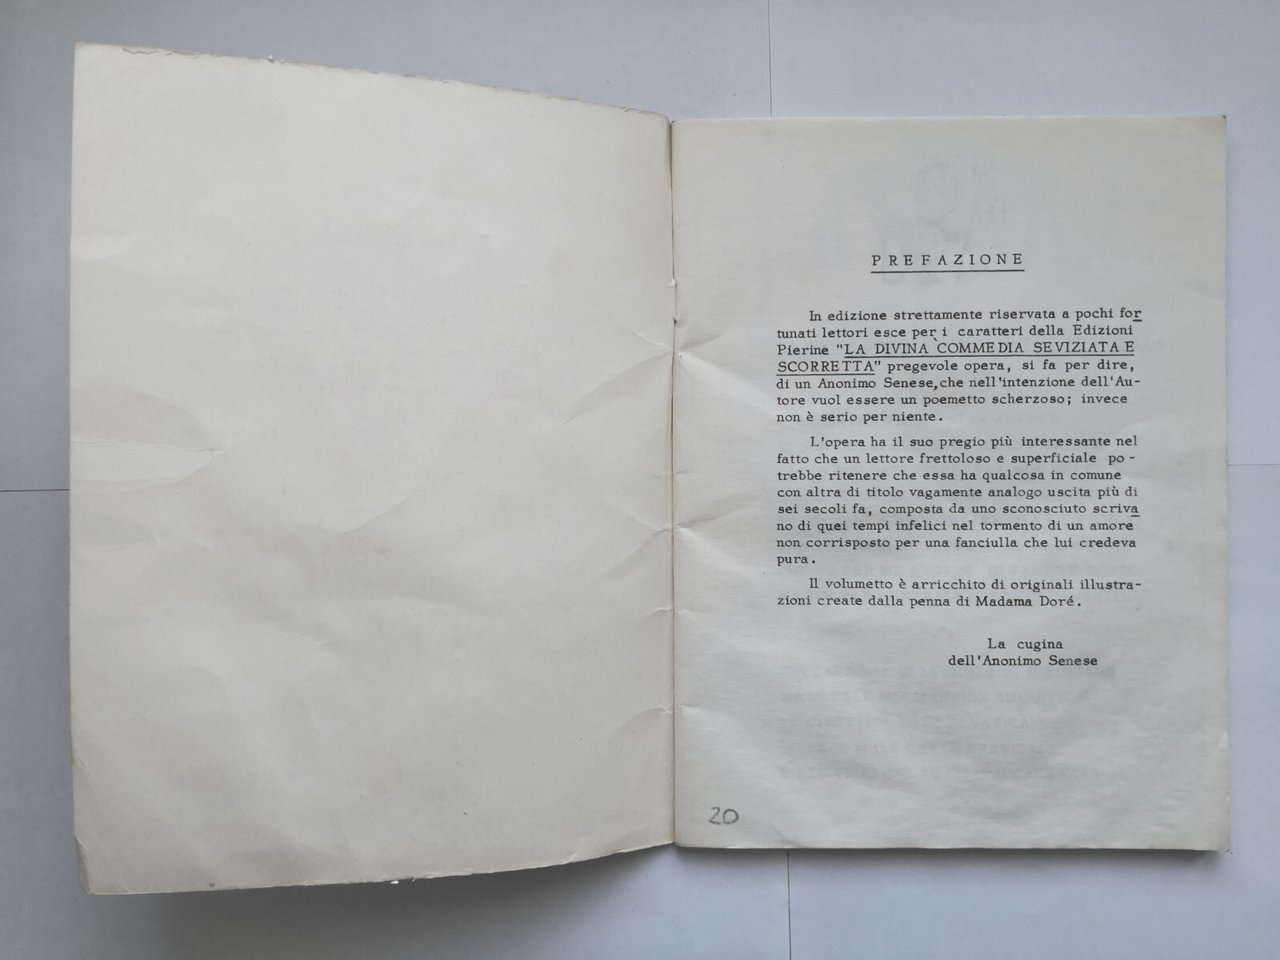 PREFAZIONE
In edizione strettamente riservata a pochi for
tunati lettori esce per i caratteri della Edizioni
Pierine "LA DIVINA COMMEDIA SEVIZIATA E
SCORRETTA" pregevole opera, si fa per dire,
di un Anonimo Senese, che nell'intenzione dell'Au-
tore vuol essere un poemetto scherzoso; invece
non è serio per niente.
L'opera ha il suo pregio più interessante nel
fatto che un lettore frettoloso e superficiale po-
trebbe ritenere che essa ha qualcosa in comune
con altra di titolo vagamente analogo uscita più di
sei secoli fa, composta da uno sconosciuto scriva
no di quei tempi infelici nel tormento di un amore
non corrisposto per una fanciulla che lui credeva
pura.
Il volumetto è arricchito di originali illustra-
zioni create dalla penna di Madama Doré.
La cugina
dell'Anonimo Senese
20